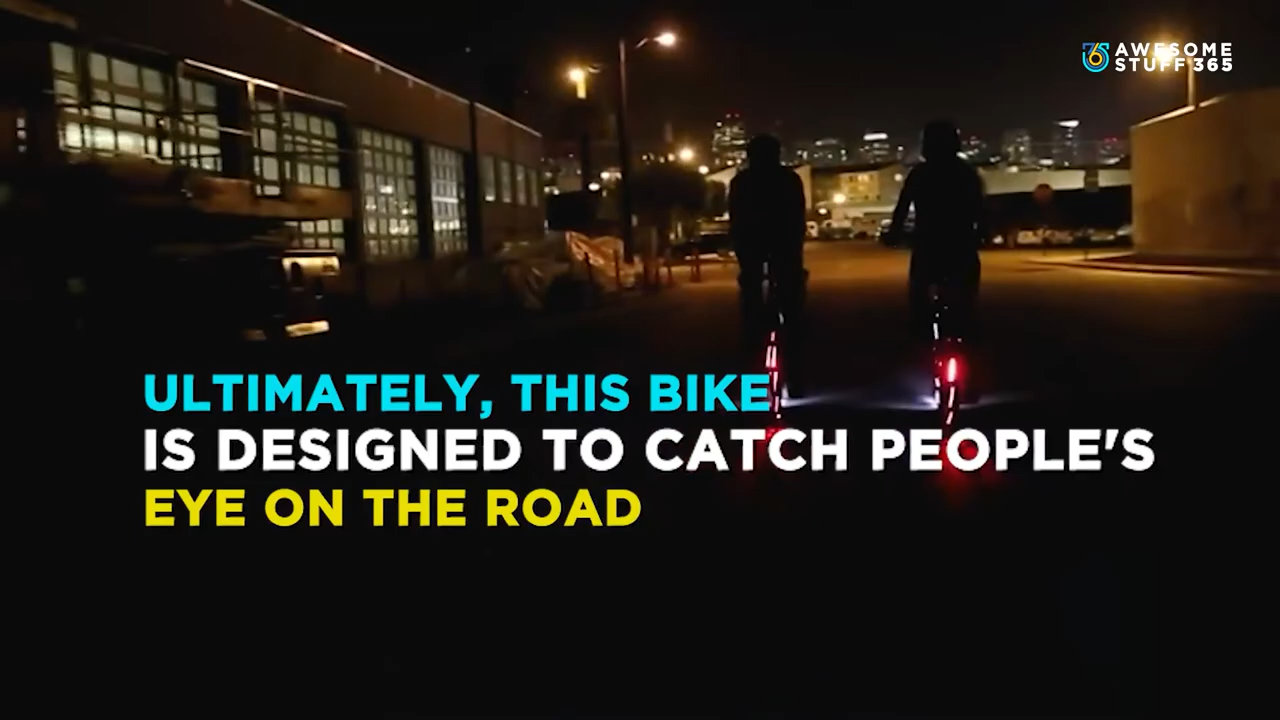 AWESOME
STUFF 365
ULTIMATELY, THIS BIKE
IS DESIGNED TO CATCH PEOPLE'S
EYE ON THE ROAD